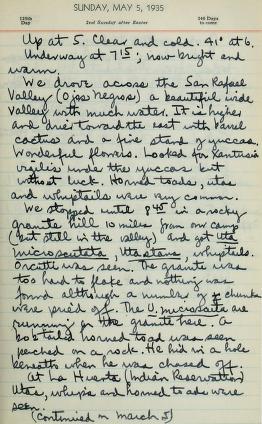 SUNDAY, MAY 5, 1935
125th Day
2nd Sunday after Easter
240 Days to come
Up at 5. Clear and cold. 41° at 6.
Underway at 7 15; now bright and
warm.
We drove across the San Rafael
Valley (Ojos Negros) a beautiful wide
valley with much water. It is higher
and drier toward the east with barrel
cactus and a fine stand of yuccas.
Wonderful flowers. Looked for Xantusia
vigilis under the yuccas but
without luck. Horned toads, utas
and whiptails were very common.
We stopped until 8 45 in a rocky
granite hill 10 miles from our camp
(but still in the valley) and got Uta
microscutata, Uta stans, whiptails.
Orcutti was seen. The granite was
too hard to flake and nothing was
found although a number of chunks
were pried off. The U. microscutata are
running on the granite here. A
bob tailed horned toad was seen
perched on a rock. He hid in a hole
beneath when he was chased off.
At La Huerta (Indian Reservation)
Utas, whips and horned toads were
seen.
(continued on March 5)